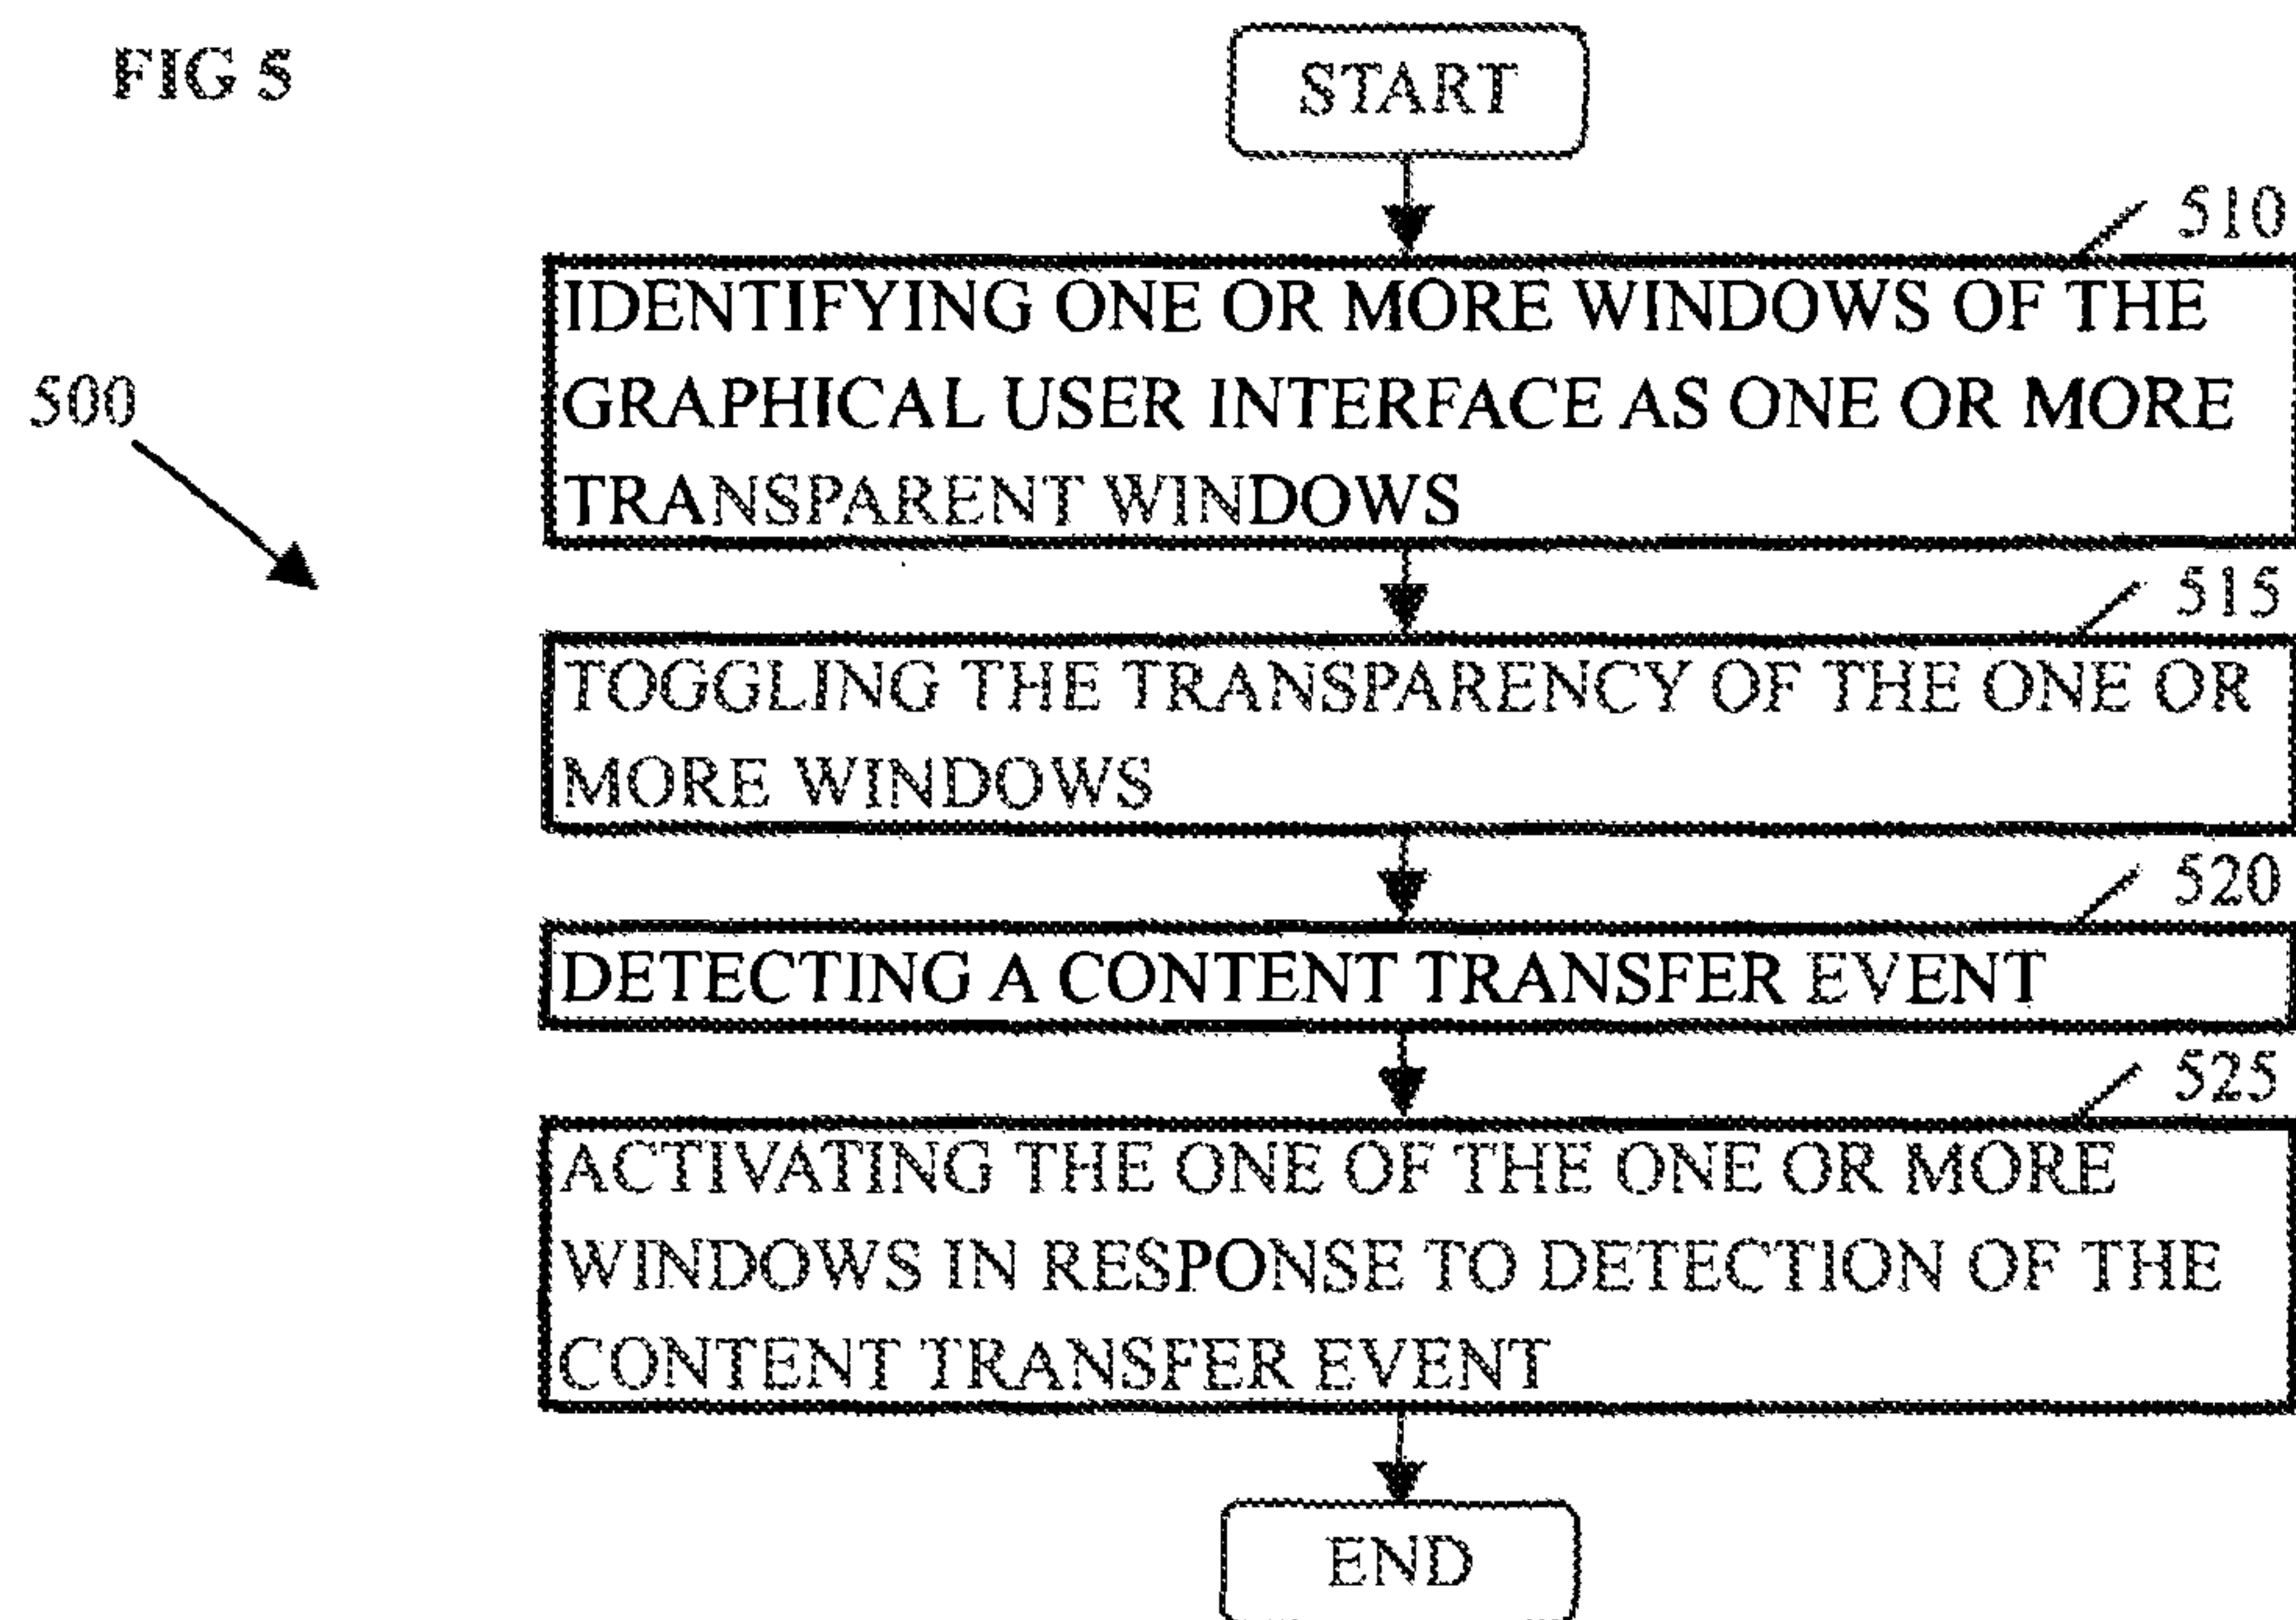 FIG 5
START
510
IDENTIFYING ONE OR MORE WINDOWS OF THE
GRAPHICAL USER INTERFACE AS ONE OR MORE
TRANSPARENT WINDOWS
500
515
TOGGLING THE TRANSPARENCY OF THE ONE OR
MORE WINDOWS
520
DETECTING A CONTENT TRANSFER EVENT
525
ACTIVATING THE ONE OF THE ONE OR MORE
WINDOWS IN RESPONSE TO DETECTION OF THE
CONTENT TRANSFER EVENT
END